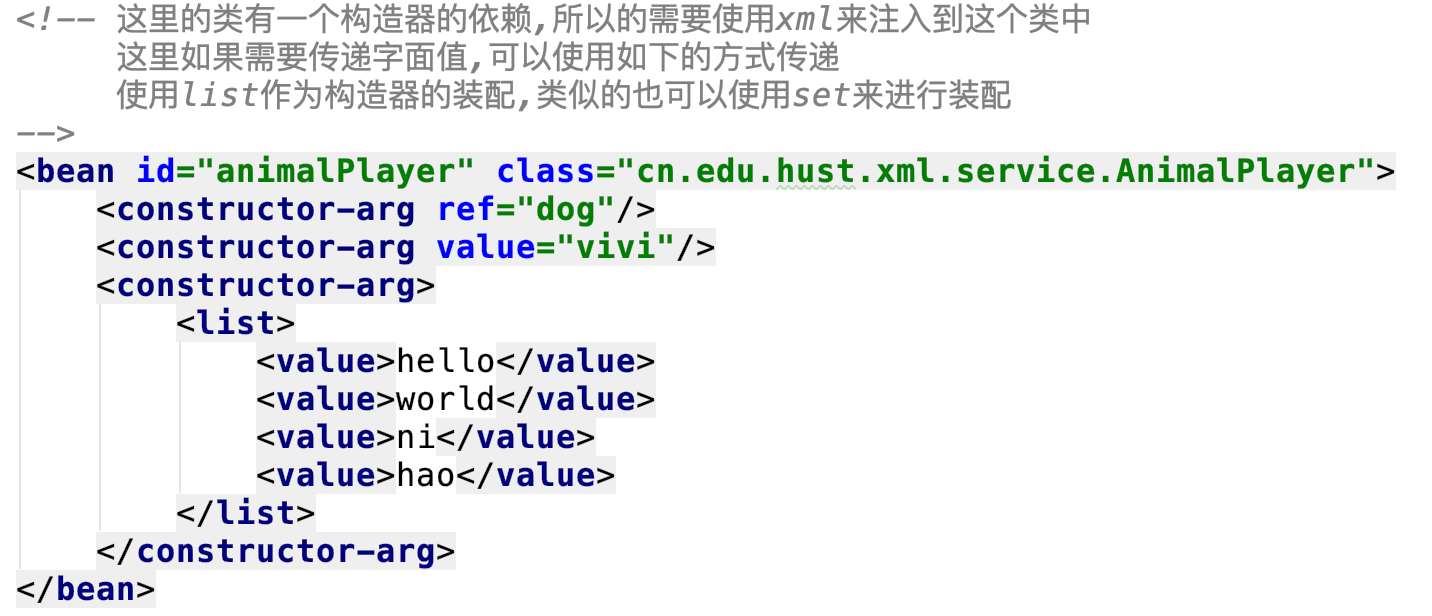 <!-- 这里的类有一个构造器的依赖,所以的需要使用xml来注入到这个类中
这里如果需要传递字面值,可以使用如下的方式传递
使用list作为构造器的装配,类似的也可以使用set来进行装配
-->
<bean id="animalPlayer" class="cn.edu.hust.xml.service.AnimalPlayer">
<constructor-arg ref="dog"/>
<constructor-arg value="vivi"/>
<constructor-arg>
<list>
<value>hello</value>
<value>world</value>
<value>ni</value>
<value>hao</value>
</list>
</constructor-arg>
</bean>